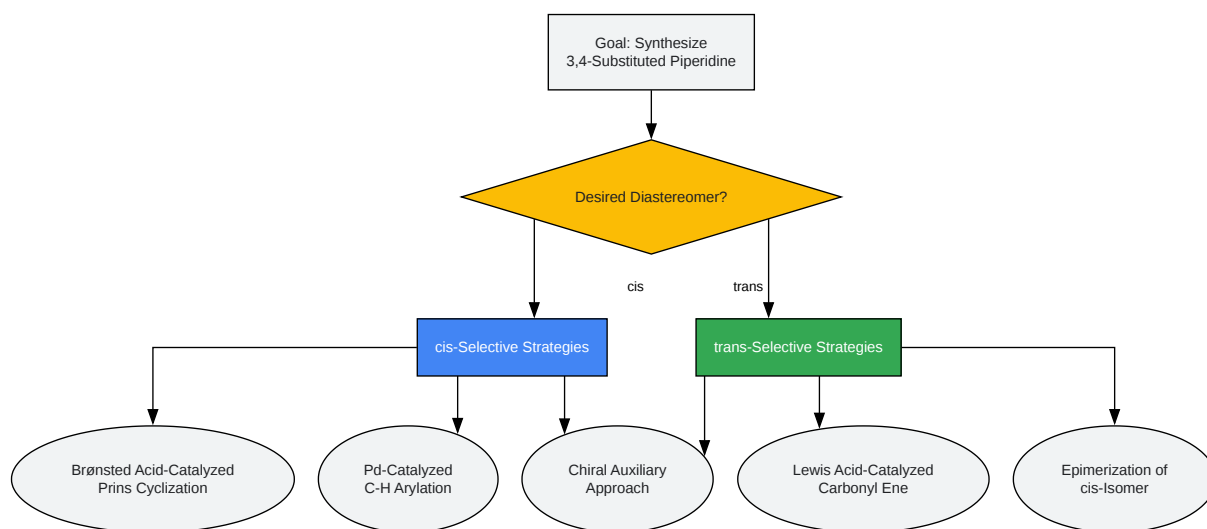 Goal: Synthesize
3,4-Substituted Piperidine
Desired Diastereomer?
cis
trans
cis-Selective Strategies
trans-Selective Strategies
Brønsted Acid-Catalyzed
Prins Cyclization
Pd-Catalyzed
C-H Arylation
Chiral Auxiliary
Approach
Lewis Acid-Catalyzed
Carbonyl Ene
Epimerization of
cis-Isomer